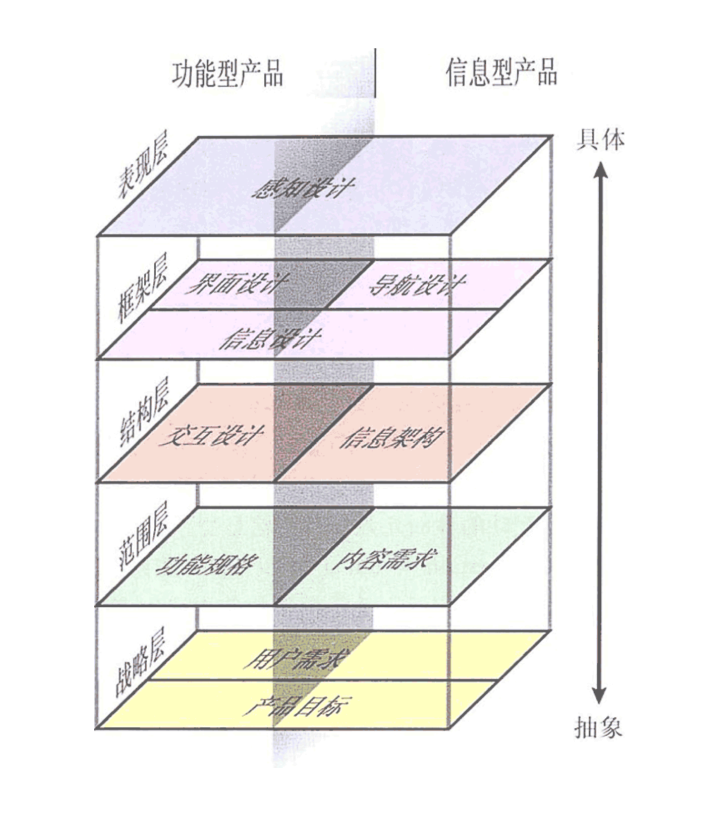 功能型产品
信息型产品
具体
表现层
感知设计
框架层
界面设计
导航设计
信息设计
结构层
交互设计
信息架构
范围层
功能规格
内容需求
战略层
用户需求
产品目标
抽象